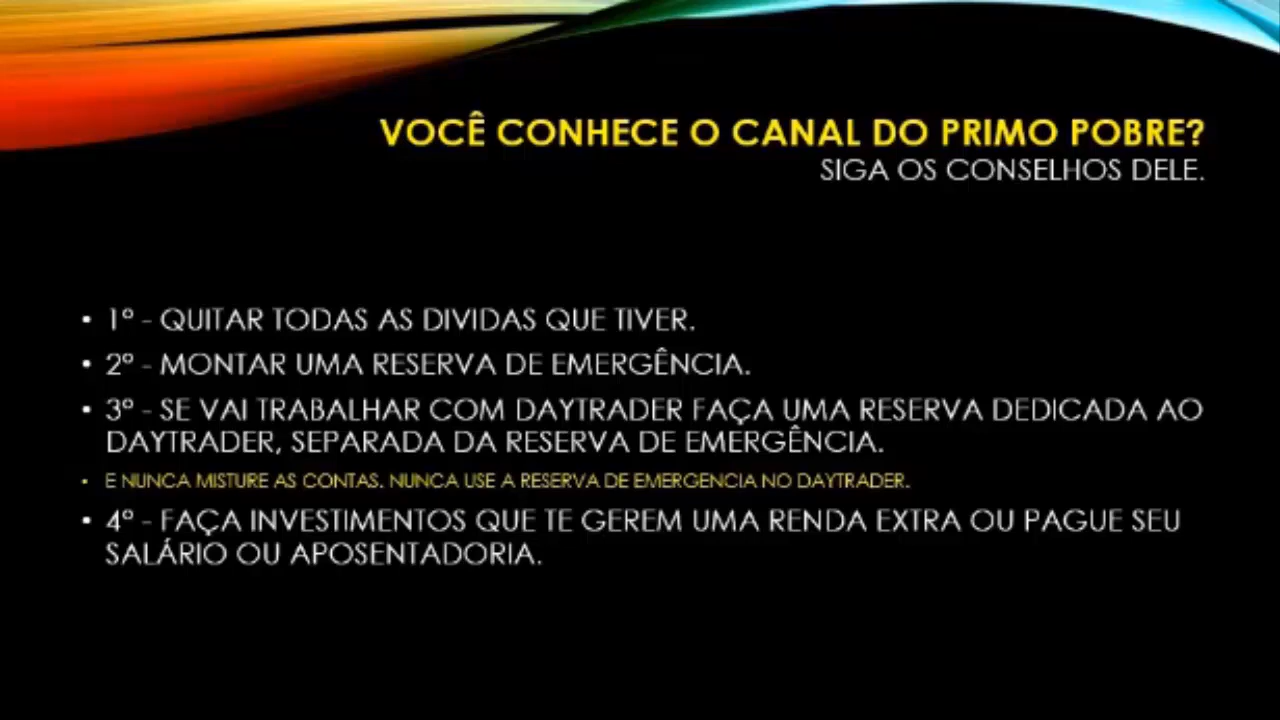 VOCÊ CONHECE O CANAL DO PRIMO POBRE?
SIGA OS CONSELHOS DELE.
• 1º - QUITAR TODAS AS DIVIDAS QUE TIVER.
• 2º - MONTAR UMA RESERVA DE EMERGÊNCIA.
• 3º - SE VAI TRABALHAR COM DAYTRADER FAÇA UMA RESERVA DEDICADA AO
DAYTRADER, SEPARADA DA RESERVA DE EMERGÊNCIA.
• E NUNCA MISTURE AS CONTAS. NUNCA USE A RESERVA DE EMERGENCIA NO DAYTRADER.
• 4º - FAÇA INVESTIMENTOS QUE TE GEREM UMA RENDA EXTRA OU PAGUE SEU
SALÁRIO OU APOSENTADORIA.